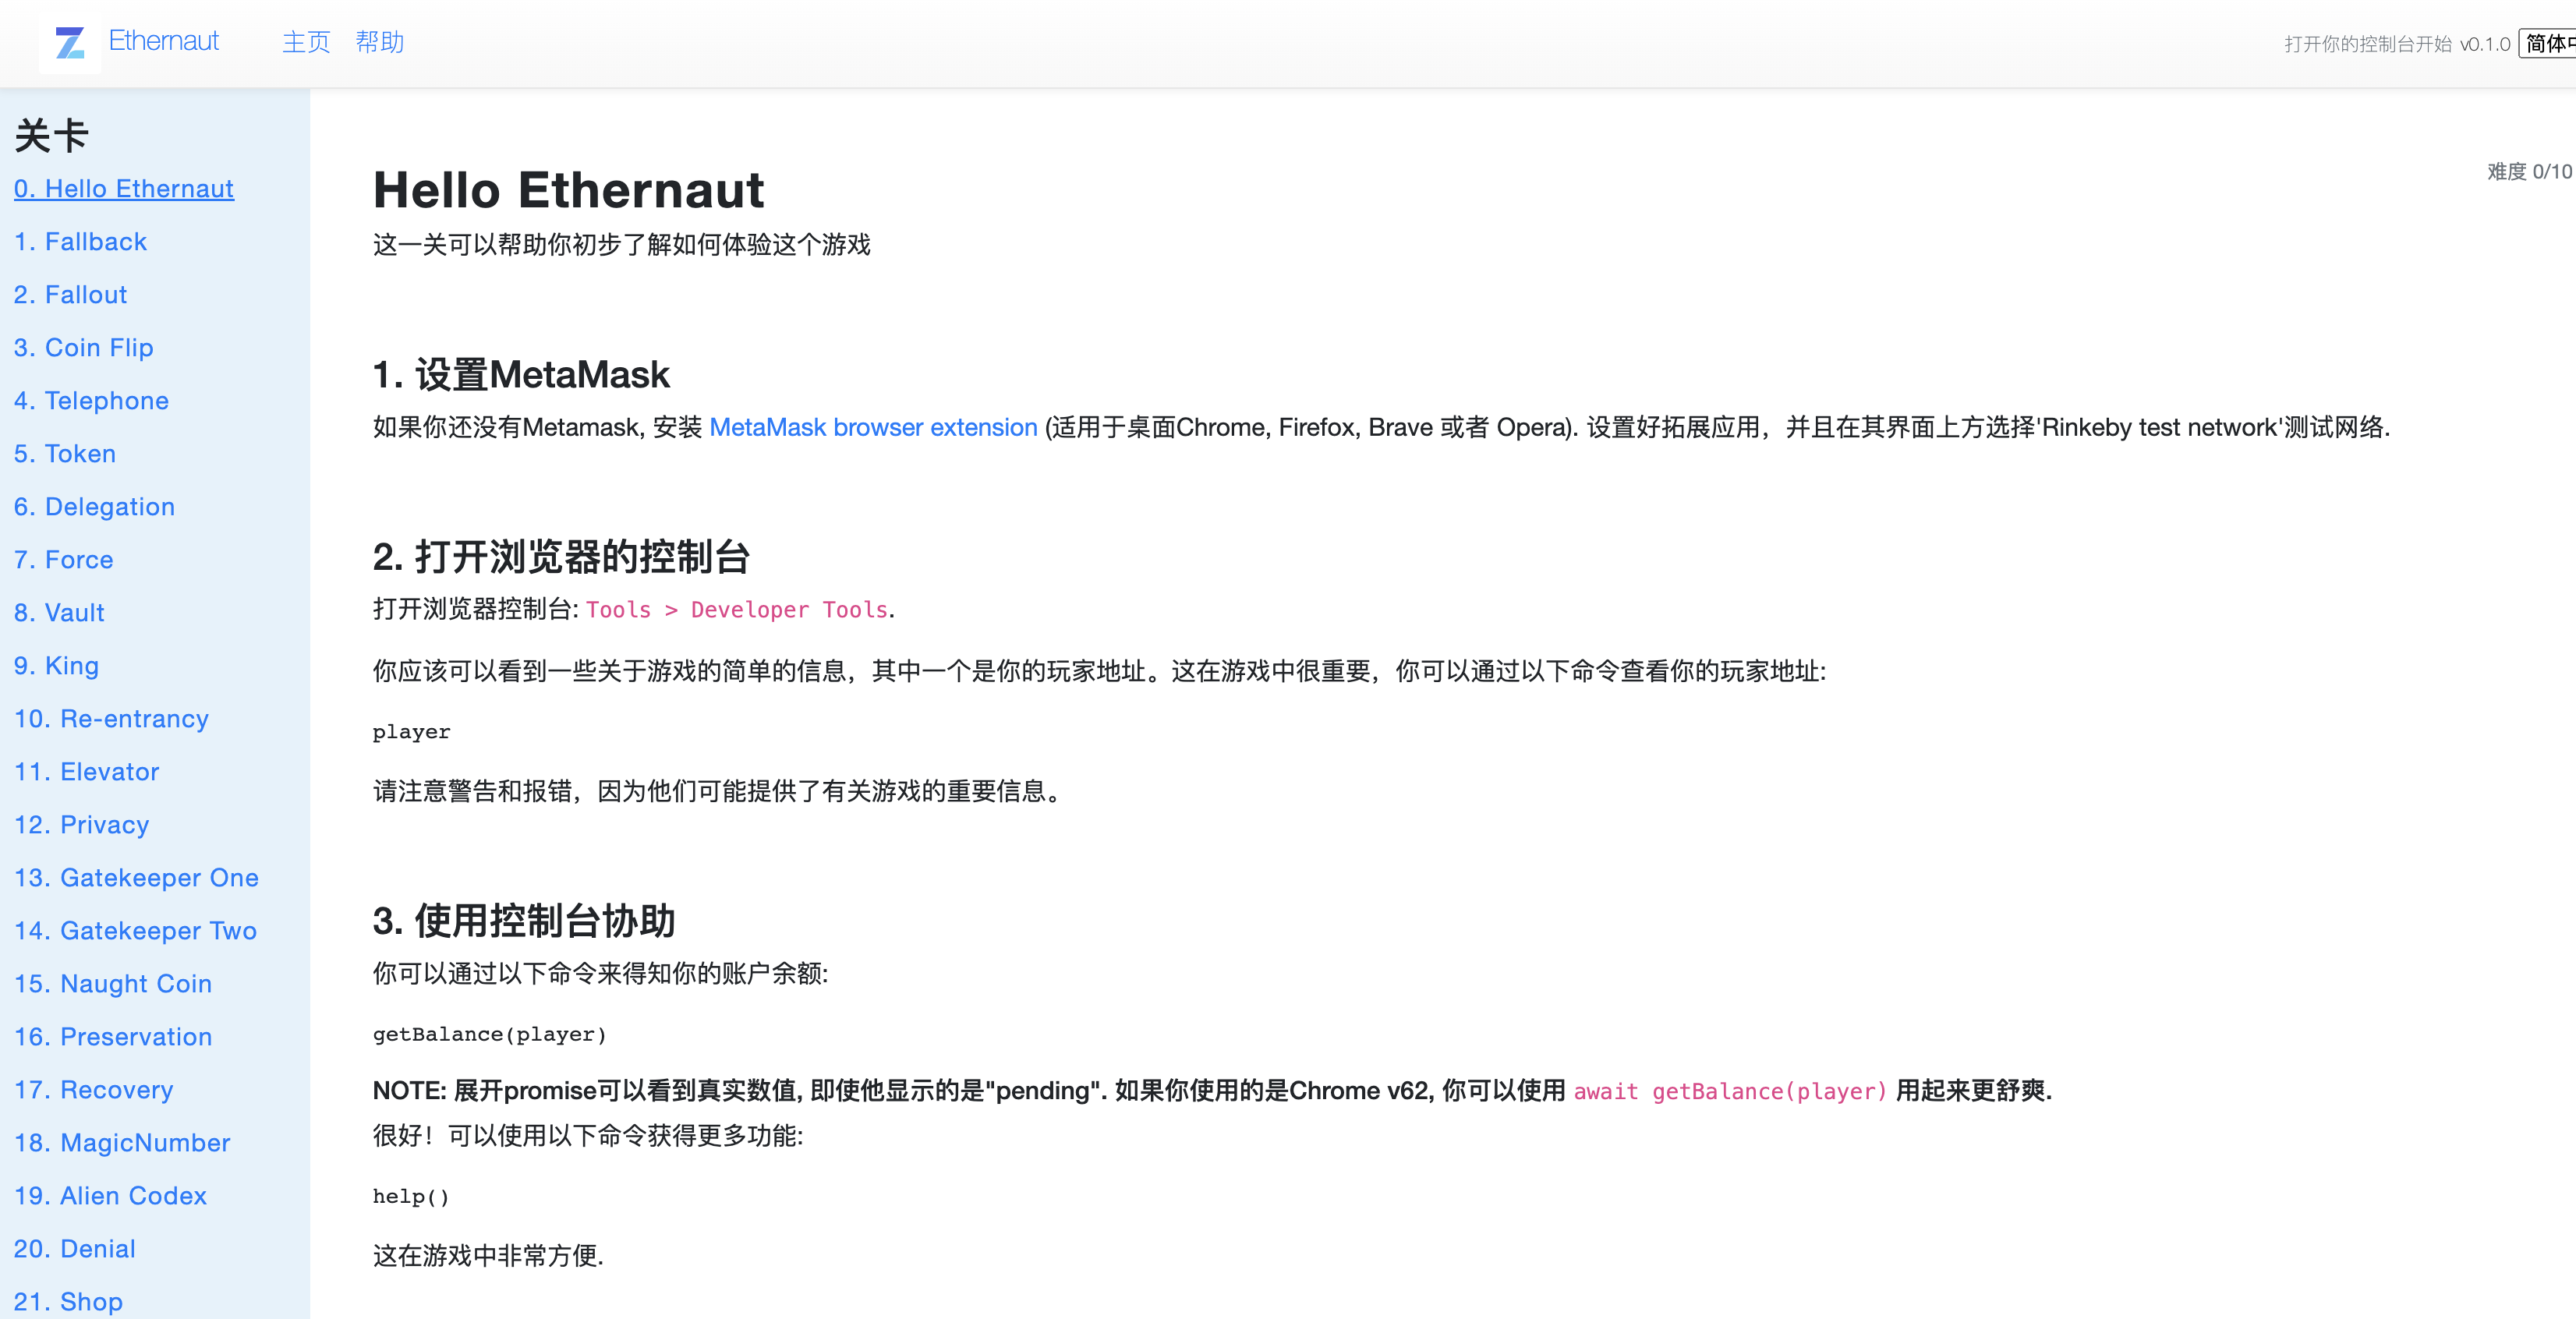 Ethernaut
主页
帮助
打开你的控制台开始 v0.1.0
简体
关卡
0. Hello Ethernaut
1. Fallback
2. Fallout
3. Coin Flip
4. Telephone
5. Token
6. Delegation
7. Force
8. Vault
9. King
10. Re-entrancy
11. Elevator
12. Privacy
13. Gatekeeper One
14. Gatekeeper Two
15. Naught Coin
16. Preservation
17. Recovery
18. MagicNumber
19. Alien Codex
20. Denial
21. Shop
难度 0/10
Hello Ethernaut
这一关可以帮助你初步了解如何体验这个游戏
1. 设置MetaMask
如果你还没有Metamask, 安装 MetaMask browser extension (适用于桌面Chrome, Firefox, Brave 或者 Opera). 设置好拓展应用，并且在其界面上方选择'Rinkeby test network'测试网络.
2. 打开浏览器的控制台
打开浏览器控制台: Tools > Developer Tools.
你应该可以看到一些关于游戏的简单的信息，其中一个是你的玩家地址。这在游戏中很重要，你可以通过以下命令查看你的玩家地址:
player
请注意警告和报错，因为他们可能提供了有关游戏的重要信息。
3. 使用控制台协助
你可以通过以下命令来得知你的账户余额:
getBalance(player)
NOTE: 展开promise可以看到真实数值, 即使他显示的是"pending". 如果你使用的是Chrome v62, 你可以使用 await getBalance(player) 用起来更舒爽.
很好！可以使用以下命令获得更多功能:
help()
这在游戏中非常方便.